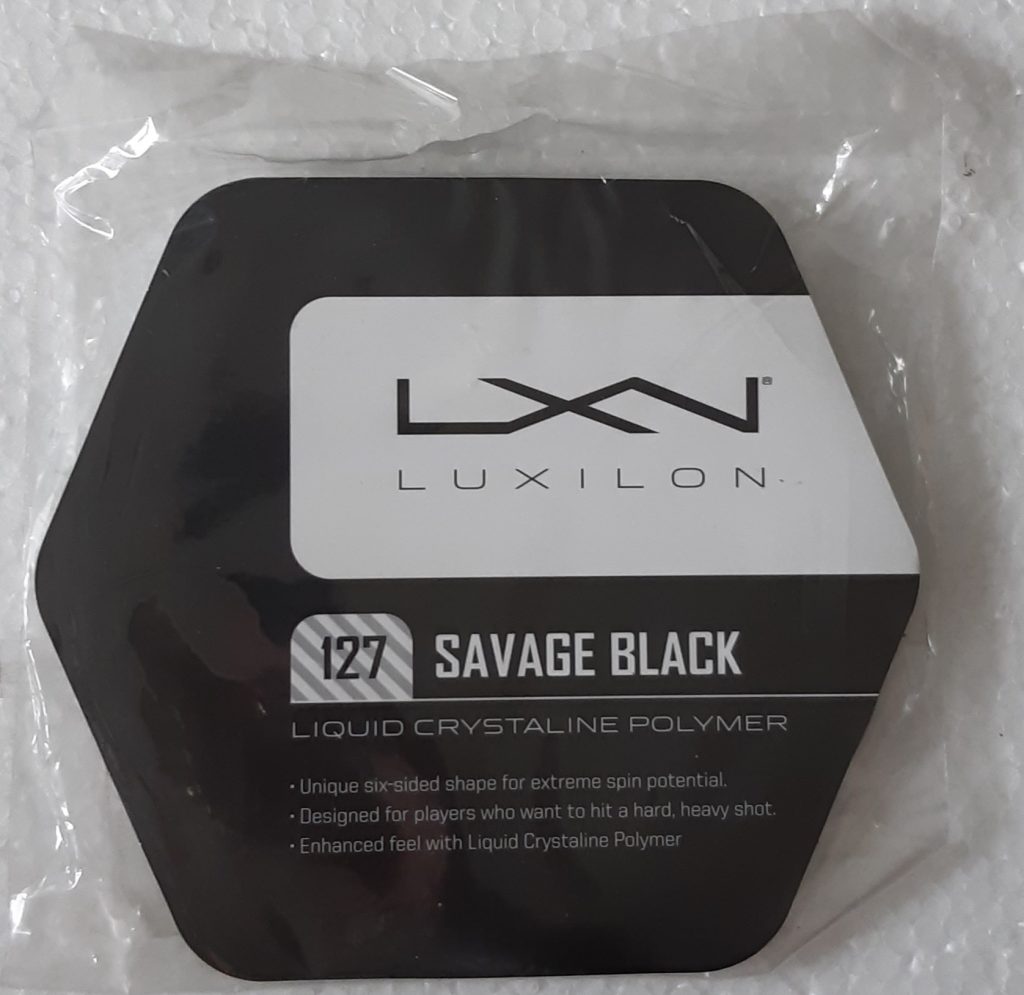 LXN®
LUXILON
127 SAVAGE BLACK
LIQUID CRYSTALINE POLYMER
• Unique six-sided shape for extreme spin potential.
• Designed for players who want to hit a hard, heavy shot.
• Enhanced feel with Liquid Crystaline Polymer